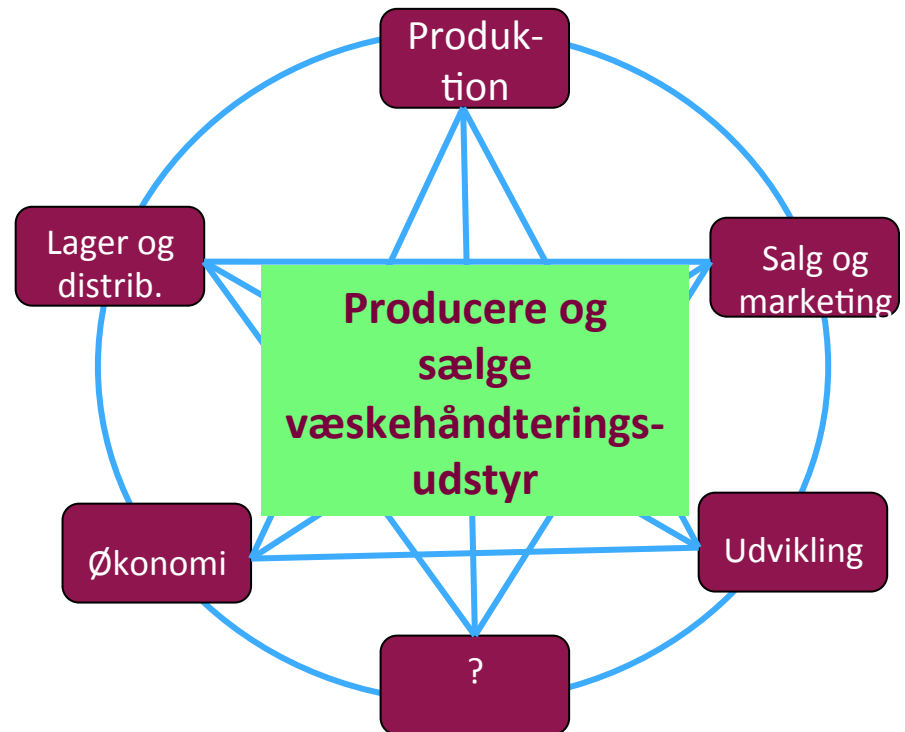 Produk-
tion
Lager og
distrib.
Salg og
marketing
Producere og
sælge
væskehåndterings-
udstyr
Økonomi
Udvikling
?